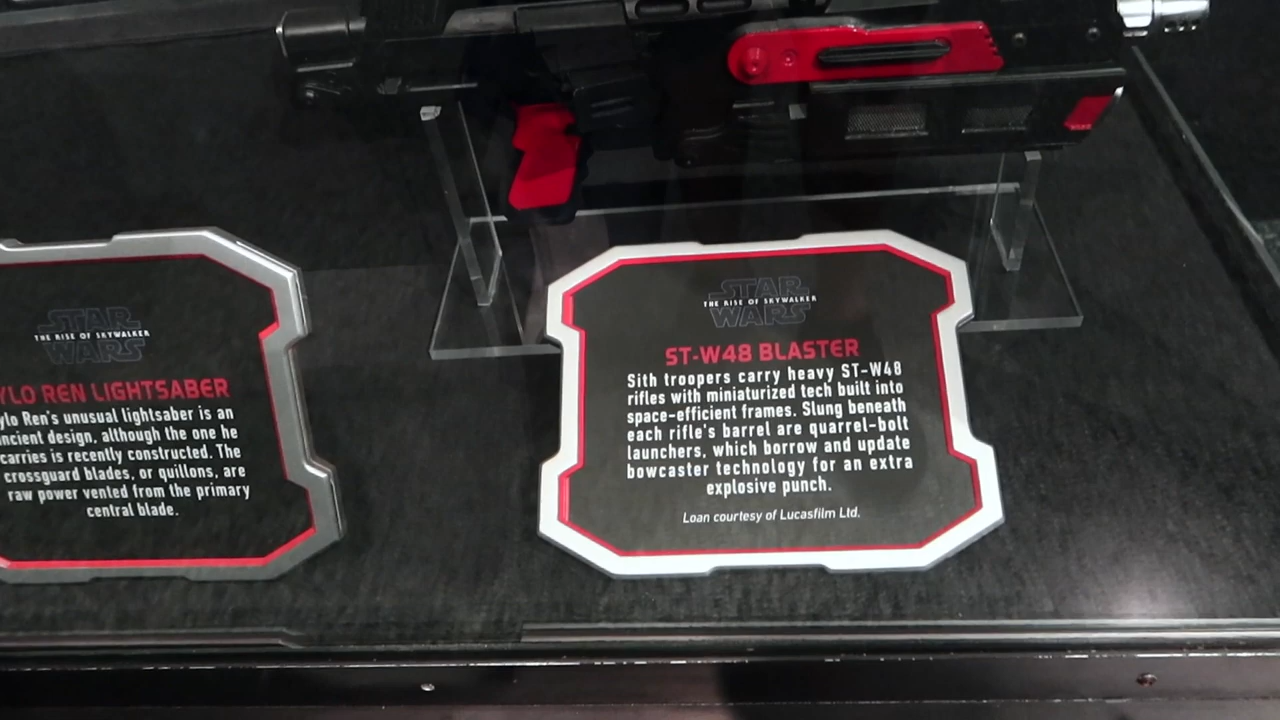 STAR
THE RISE OF SKYWALKER
WARS
YLO REN LIGHTSABER
ylo Ren's unusual lightsaber is an
ncient design, although the one he
carries is recently constructed. The
crossguard blades, or quillons, are
raw power vented from the primary
central blade.
STAR
THE RISE OF SKYWALKER
WARS
ST-W48 BLASTER
Sith troopers carry heavy ST-W48
rifles with miniaturized tech built into
space-efficient frames. Slung beneath
each rifle's barrel are quarrel-bolt
launchers, which borrow and update
bowcaster technology for an extra
explosive punch.
Loan courtesy of Lucasfilm Ltd.